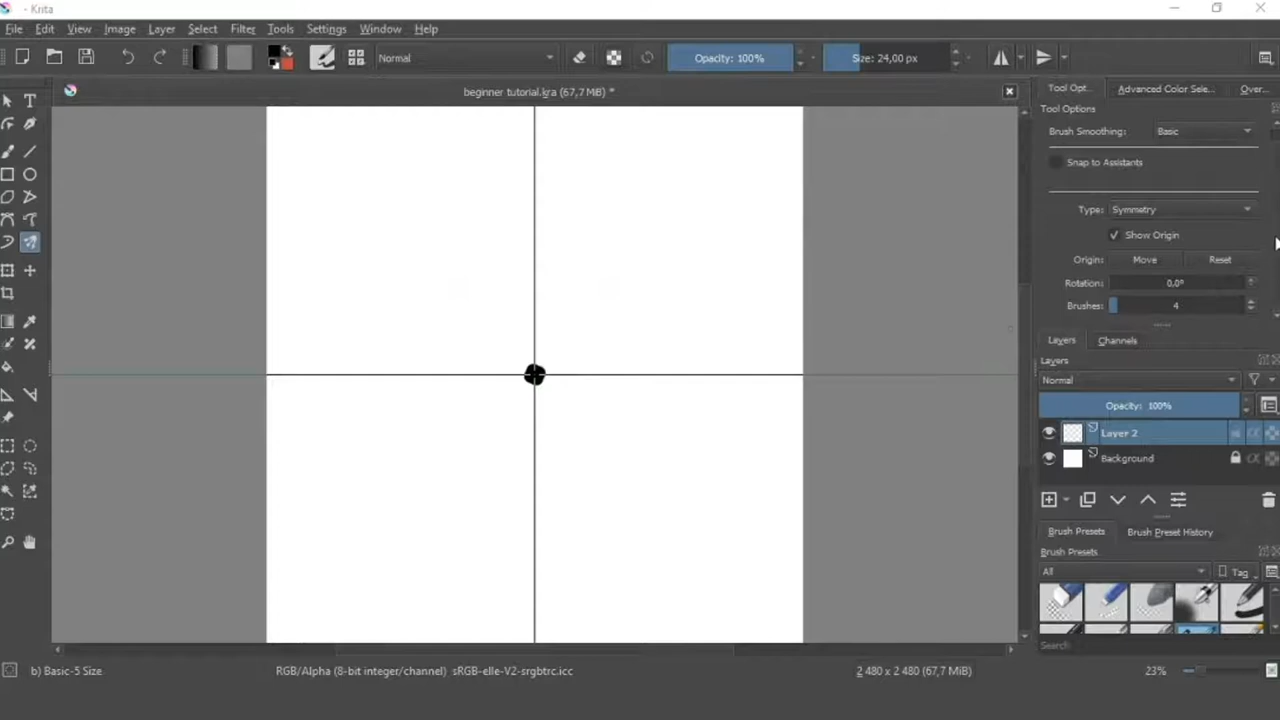 - Krita
File Edit View Image Layer Select Filter Tools Settings Window Help
Normal Opacity: 100% Size: 24,00 px
beginner tutorial.kra (67,7 MiB) *
Tool Opt... Advanced Color Sele... Over...
Tool Options
Brush Smoothing: Basic
Snap to Assistants
Type: Symmetry
Show Origin
Origin: Move Reset
Rotation: 0,0°
Brushes: 4
Layers Channels
Layers
Normal
Opacity: 100%
Layer 2
Background
Brush Presets Brush Preset History
Brush Presets
All Tag
Search
b) Basic-5 Size RGB/Alpha (8-bit integer/channel) sRGB-elle-V2-srgbtrc.icc 2 480 x 2 480 (67,7 MiB) 23%